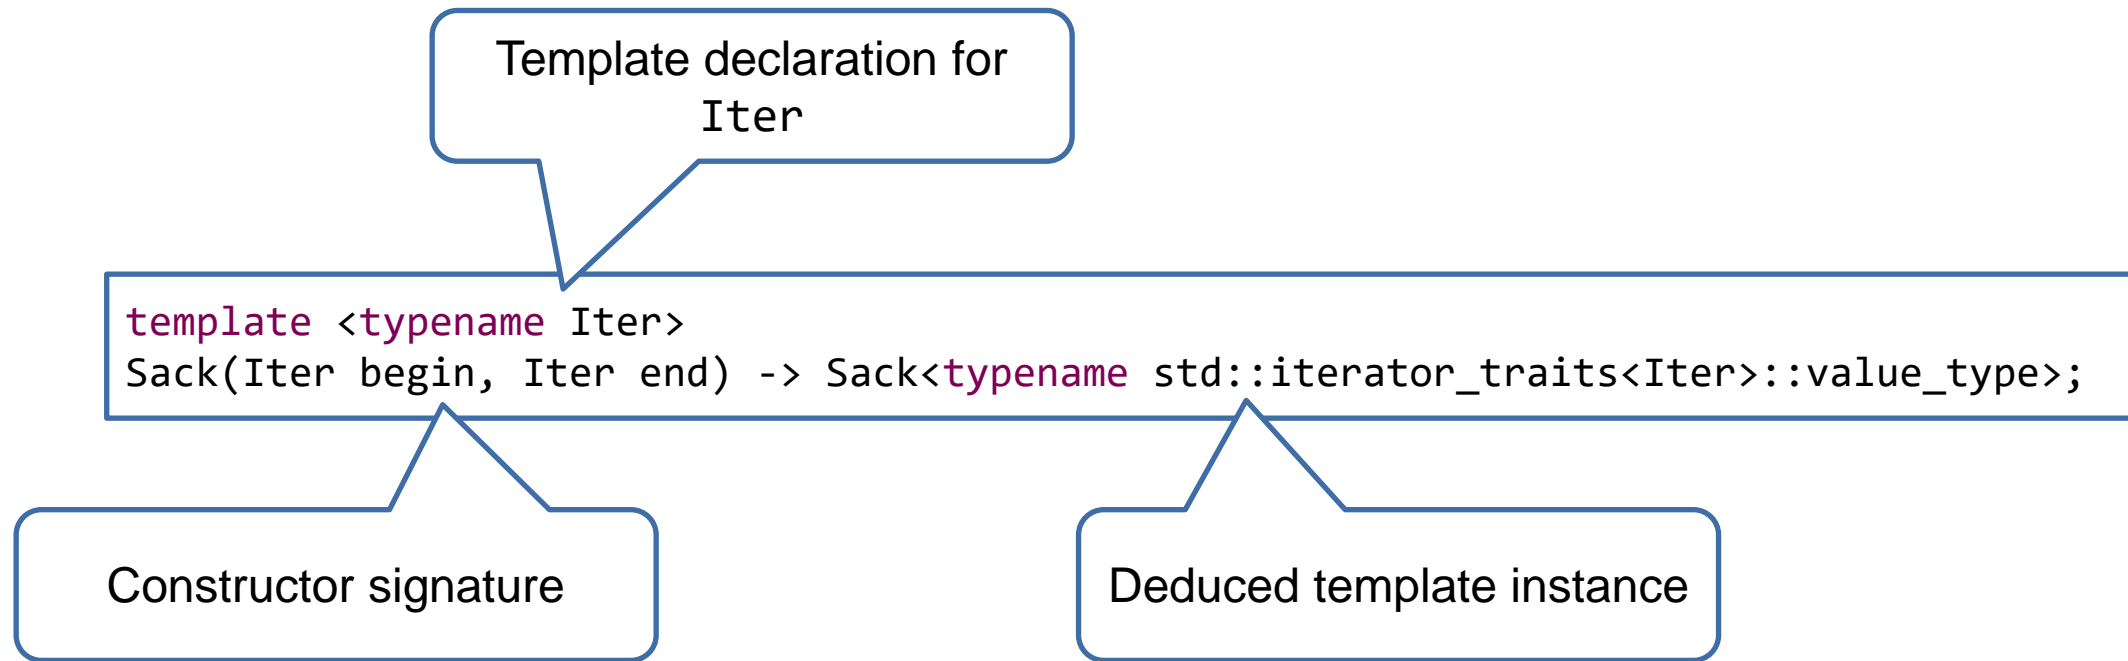 Template declaration for
Iter
template <typename Iter>
Sack(Iter begin, Iter end) -> Sack<typename std::iterator_traits<Iter>::value_type>;
Constructor signature
Deduced template instance